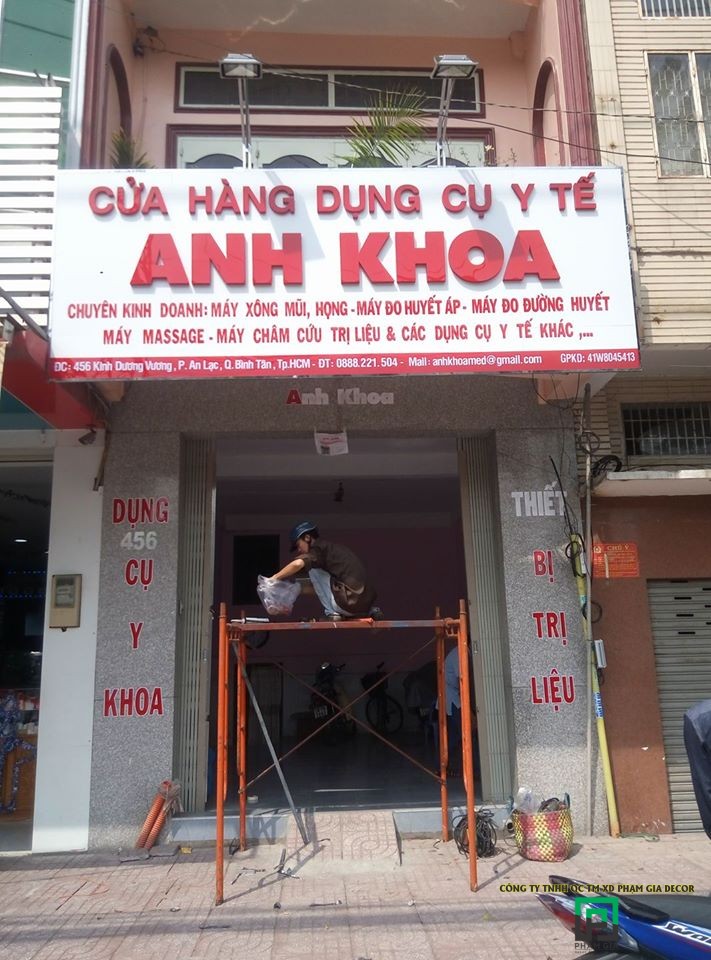 CỬA HÀNG DỤNG CỤ Y TẾ
ANH KHOA
CHUYÊN KINH DOANH: MÁY XÔNG MŨI, HỌNG - MÁY ĐO HUYẾT ÁP - MÁY ĐO ĐƯỜNG HUYẾT
MÁY MASSAGE - MÁY CHÂM CỨU TRỊ LIỆU & CÁC DỤNG CỤ Y TẾ KHÁC ,...
ĐC: 456 Kinh Dương Vương , P. An Lạc , Q. Bình Tân , Tp.HCM - ĐT: 0888.221.504 - Mail: anhkhoamed@gmail.com GPKD: 41W8045413
Anh Khoa
DỤNG
456
CỤ
Y
KHOA
THIẾT
BỊ
TRỊ
LIỆU
CHÚ Ý
CÔNG TY TNHH QC TM-XD PHẠM GIA DECOR